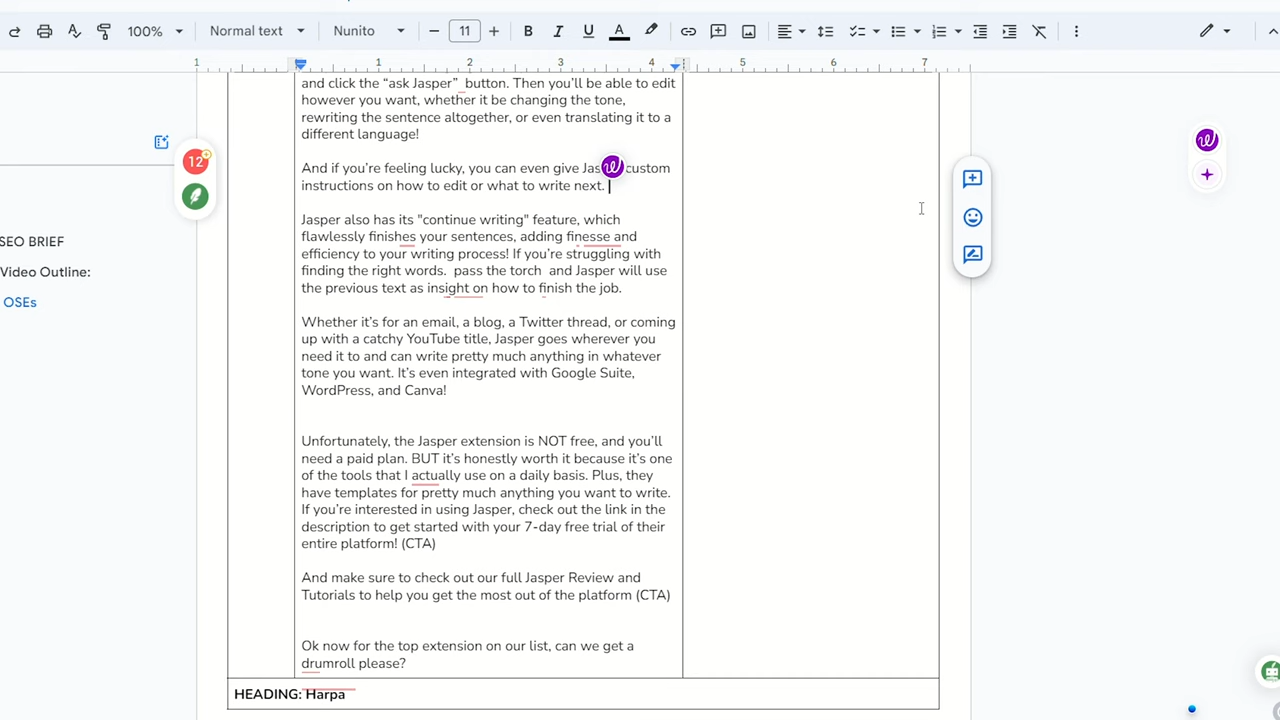 100% Normal text Nunito 11 B I U A
1 1 2 3 4 5 6 7
12
SEO BRIEF
Video Outline:
OSEs
and click the “ask Jasper”  button. Then you’ll be able to edit
however you want, whether it be changing the tone,
rewriting the sentence altogether, or even translating it to a
different language!
And if you’re feeling lucky, you can even give custom
instructions on how to edit or what to write next.
Jasper also has its "continue writing" feature, which
flawlessly finishes your sentences, adding finesse and
efficiency to your writing process! If you’re struggling with
finding the right words.  pass the torch  and Jasper will use
the previous text as insight on how to finish the job.
Whether it’s for an email, a blog, a Twitter thread, or coming
up with a catchy YouTube title, Jasper goes wherever you
need it to and can write pretty much anything in whatever
tone you want. It’s even integrated with Google Suite,
WordPress, and Canva!
Unfortunately, the Jasper extension is NOT free, and you’ll
need a paid plan. BUT it’s honestly worth it because it’s one
of the tools that I actually use on a daily basis. Plus, they
have templates for pretty much anything you want to write.
If you’re interested in using Jasper, check out the link in the
description to get started with your 7-day free trial of their
entire platform! (CTA)
And make sure to check out our full Jasper Review and
Tutorials to help you get the most out of the platform (CTA)
Ok now for the top extension on our list, can we get a
drumroll please?
HEADING: Harpa